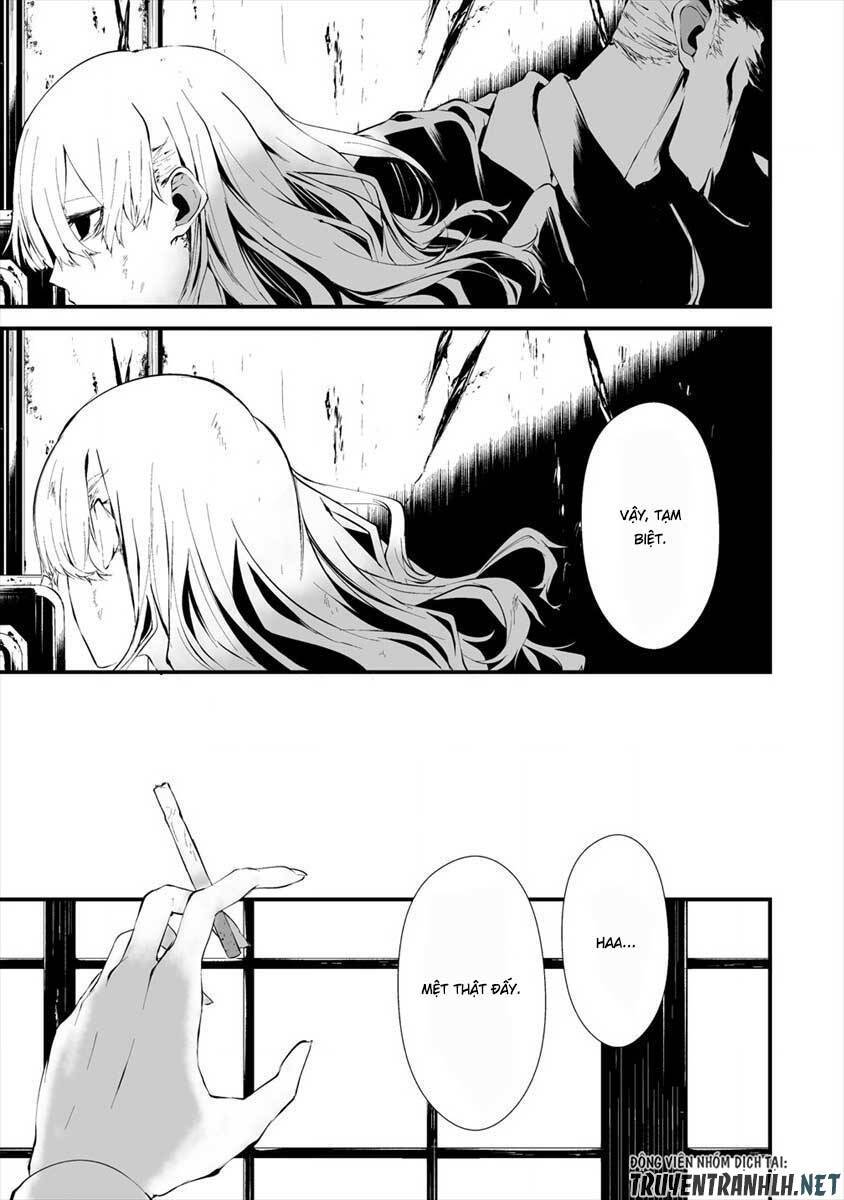 VẬY, TẠM
BIỆT.
HAA...
MỆT THẬT ĐẤY.
ĐỘNG VIÊN NHÓM DỊCH TẠI:
TRUYENTRANHLH.NET